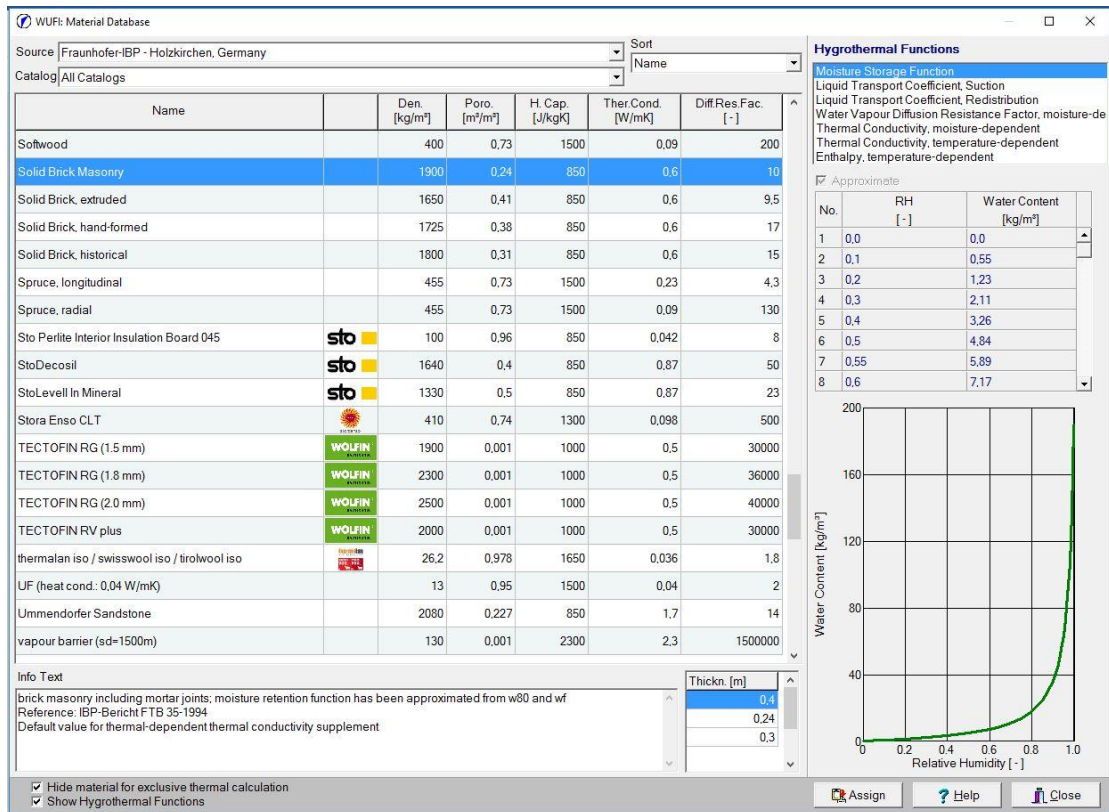 WUFI: Material Database
Source Fraunhofer-IBP - Holzkirchen, Germany
Catalog All Catalogs
Sort
Name
Name Den. [kg/m³] Poro. [m³/m³] H. Cap. [J/kgK] Ther.Cond. [W/mK] Diff.Res.Fac. [ - ]
Softwood 400 0,73 1500 0,09 200
Solid Brick Masonry 1900 0,24 850 0,6 10
Solid Brick, extruded 1650 0,41 850 0,6 9,5
Solid Brick, hand-formed 1725 0,38 850 0,6 17
Solid Brick, historical 1800 0,31 850 0,6 15
Spruce, longitudinal 455 0,73 1500 0,23 4,3
Spruce, radial 455 0,73 1500 0,09 130
Sto Perlite Interior Insulation Board 045 sto 100 0,96 850 0,042 8
StoDecosil sto 1640 0,4 850 0,87 50
StoLevell In Mineral sto 1330 0,5 850 0,87 23
Stora Enso CLT 410 0,74 1300 0,098 500
TECTOFIN RG (1.5 mm) WOLFIN 1900 0,001 1000 0,5 30000
TECTOFIN RG (1.8 mm) WOLFIN 2300 0,001 1000 0,5 36000
TECTOFIN RG (2.0 mm) WOLFIN 2500 0,001 1000 0,5 40000
TECTOFIN RV plus WOLFIN 2000 0,001 1000 0,5 30000
thermalan iso / swisswool iso / tirolwool iso 26,2 0,978 1650 0,036 1,8
UF (heat cond.: 0,04 W/mK) 13 0,95 1500 0,04 2
Ummendorfer Sandstone 2080 0,227 850 1,7 14
vapour barrier (sd=1500m) 130 0,001 2300 2,3 1500000
Info Text
brick masonry including mortar joints; moisture retention function has been approximated from w80 and wf
Reference: IBP-Bericht FTB 35-1994
Default value for thermal-dependent thermal conductivity supplement
Thickn. [m]
0,4
0,24
0,3
Hygrothermal Functions
Moisture Storage Function
Liquid Transport Coefficient, Suction
Liquid Transport Coefficient, Redistribution
Water Vapour Diffusion Resistance Factor, moisture-de
Thermal Conductivity, moisture-dependent
Thermal Conductivity, temperature-dependent
Enthalpy, temperature-dependent
Approximate
No. RH [ - ] Water Content [kg/m³]
1 0,0 0,0
2 0,1 0,55
3 0,2 1,23
4 0,3 2,11
5 0,4 3,26
6 0,5 4,84
7 0,55 5,89
8 0,6 7,17
Water Content [kg/m³]
200
160
120
80
40
0
0 0.2 0.4 0.6 0.8 1.0
Relative Humidity [ - ]
Hide material for exclusive thermal calculation
Show Hygrothermal Functions
Assign
? Help
Close